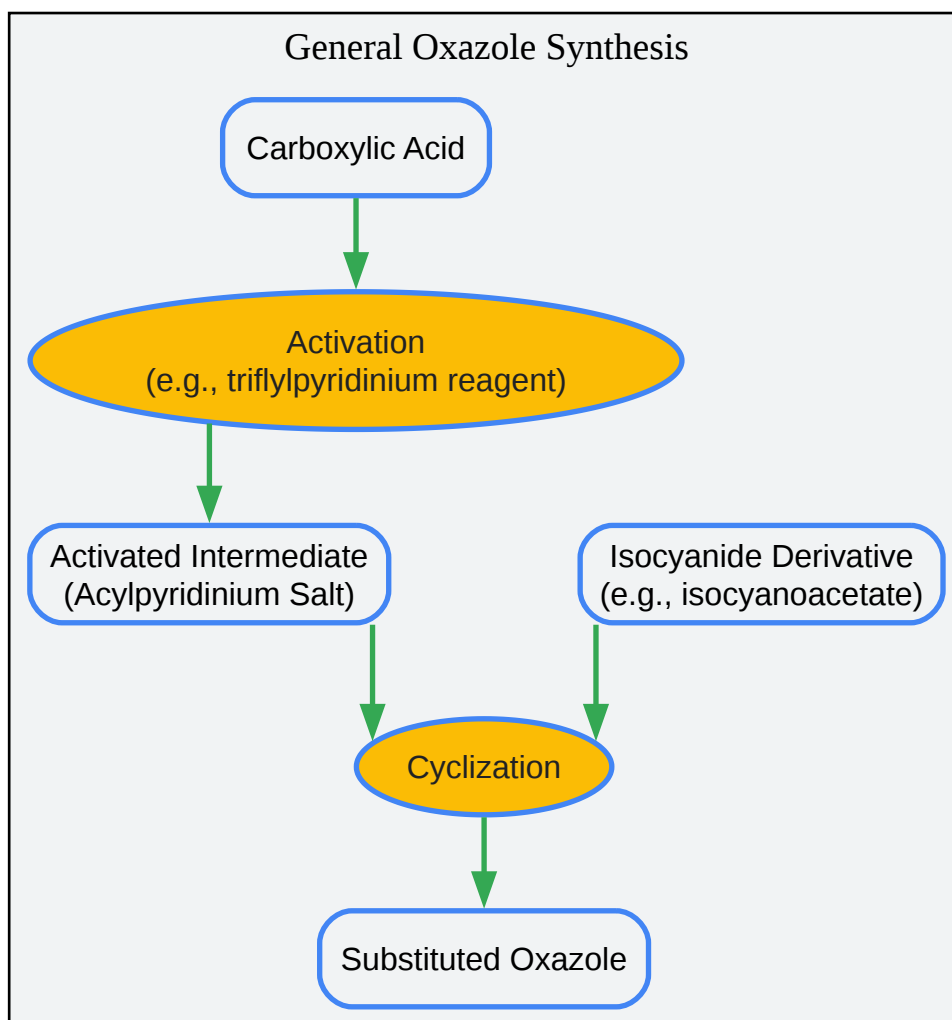 General Oxazole Synthesis
Carboxylic Acid
Activation
(e.g., triflylpyridinium reagent)
Activated Intermediate
(Acylpyridinium Salt)
Isocyanide Derivative
(e.g., isocyanoacetate)
Cyclization
Substituted Oxazole